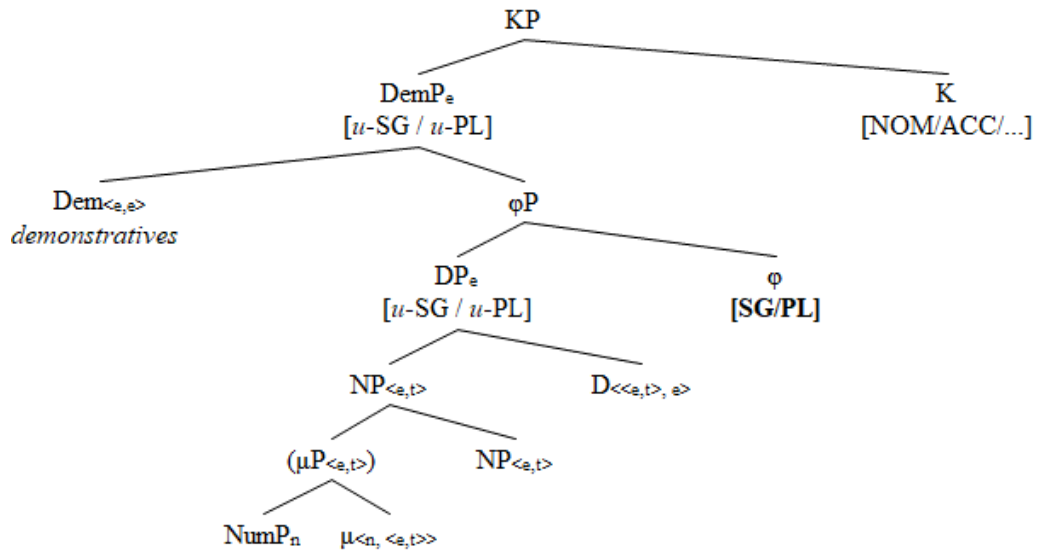 KP
DemPₑ K
[u-SG / u-PL] [NOM/ACC/...]
Dem<e,e> φP
demonstratives
DPₑ φ
[u-SG / u-PL] [SG/PL]
NP<e,t> D<<e,t>, e>
(μP<e,t>) NP<e,t>
NumPₙ μ<n, <e,t>>